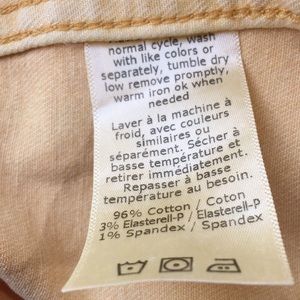 normal cycle, wash
with like colors or
separately, tumble dry
low remove promptly,
warm iron ok when
needed
Laver à la machine à
froid, avec couleurs
similaires ou
séparément. Sécher à
basse température et
retirer immédiatement.
Repasser à basse
température au besoin.
96% Cotton / Coton
3% Elasterell-P / Elasterell-P
1% Spandex / Spandex